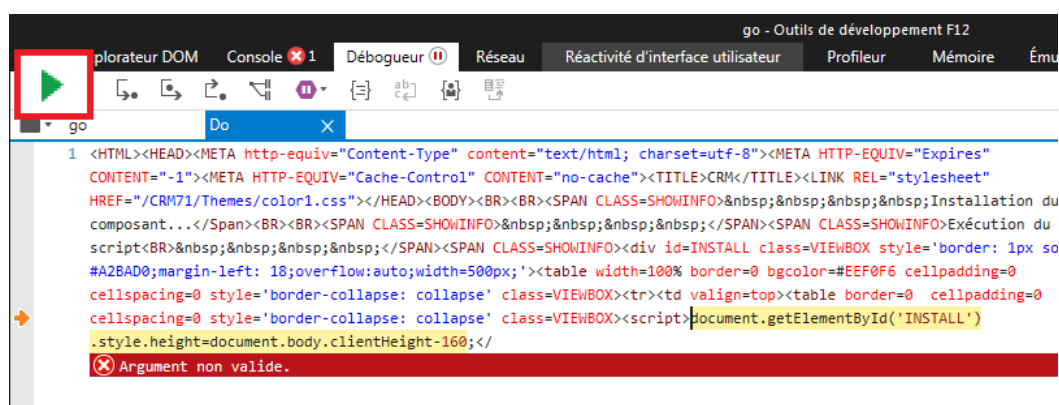 go - Outils de développement F12
plorateur DOM Console 1 Débogueur Réseau Réactivité d'interface utilisateur Profileur Mémoire Ému
go Do
1 <HTML><HEAD><META http-equiv="Content-Type" content="text/html; charset=utf-8"><META HTTP-EQUIV="Expires"
CONTENT="-1"><META HTTP-EQUIV="Cache-Control" CONTENT="no-cache"><TITLE>CRM</TITLE><LINK REL="stylesheet"
HREF="/CRM71/Themes/color1.css"></HEAD><BODY><BR><BR><SPAN CLASS=SHOWINFO>&nbsp;&nbsp;&nbsp;&nbsp;Installation du
composant...</Span><BR><BR><SPAN CLASS=SHOWINFO>&nbsp;&nbsp;&nbsp;&nbsp;</SPAN><SPAN CLASS=SHOWINFO>Exécution du
script<BR>&nbsp;&nbsp;&nbsp;&nbsp;</SPAN><SPAN CLASS=SHOWINFO><div id=INSTALL class=VIEWBOX style='border: 1px so
#A2BAD0;margin-left: 18;overflow:auto;width=500px;'><table width=100% border=0 bgcolor=#EEF0F6 cellpadding=0
cellspacing=0 style='border-collapse: collapse' class=VIEWBOX><tr><td valign=top><table border=0  cellpadding=0
cellspacing=0 style='border-collapse: collapse' class=VIEWBOX><script>document.getElementById('INSTALL')
.style.height=document.body.clientHeight-160;</
Argument non valide.